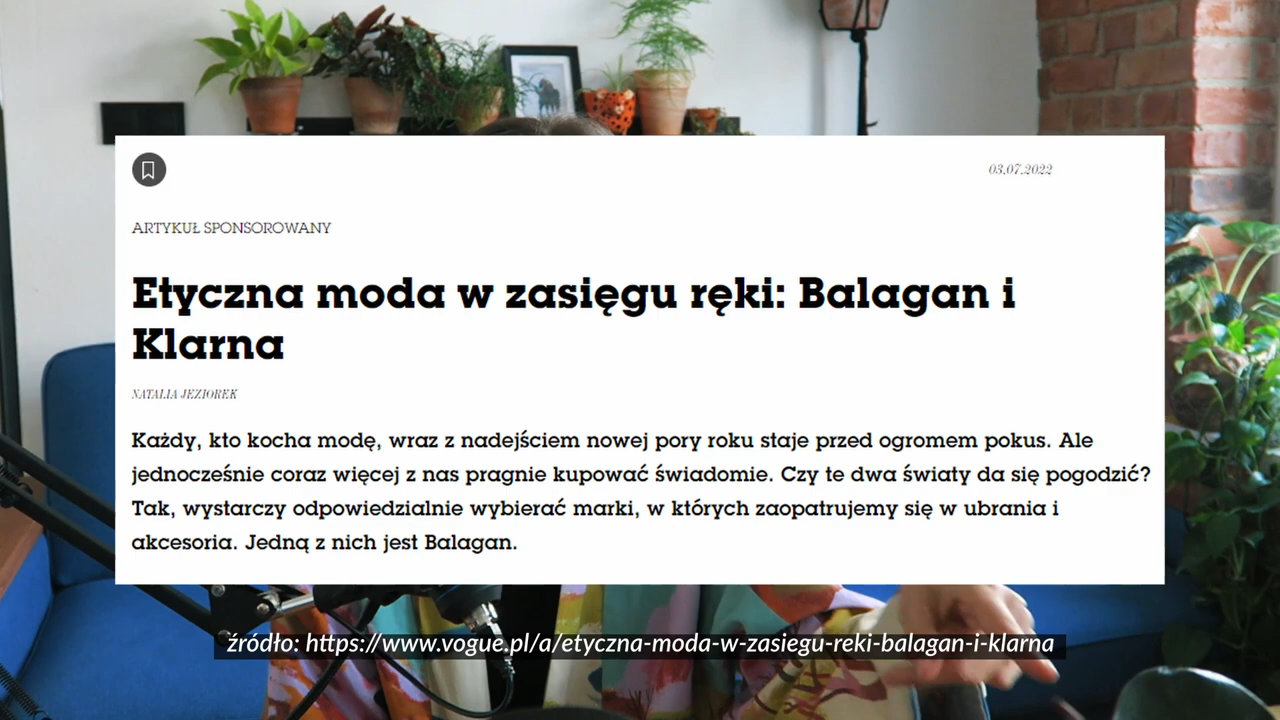 03.07.2022
ARTYKUŁ SPONSOROWANY
Etyczna moda w zasięgu ręki: Balagan i
Klarna
NATALIA JEZIOREK
Każdy, kto kocha modę, wraz z nadejściem nowej pory roku staje przed ogromem pokus. Ale
jednocześnie coraz więcej z nas pragnie kupować świadomie. Czy te dwa światy da się pogodzić?
Tak, wystarczy odpowiedzialnie wybierać marki, w których zaopatrujemy się w ubrania i
akcesoria. Jedną z nich jest Balagan.
źródło: https://www.vogue.pl/a/etyczna-moda-w-zasiegu-reki-balagan-i-klarna